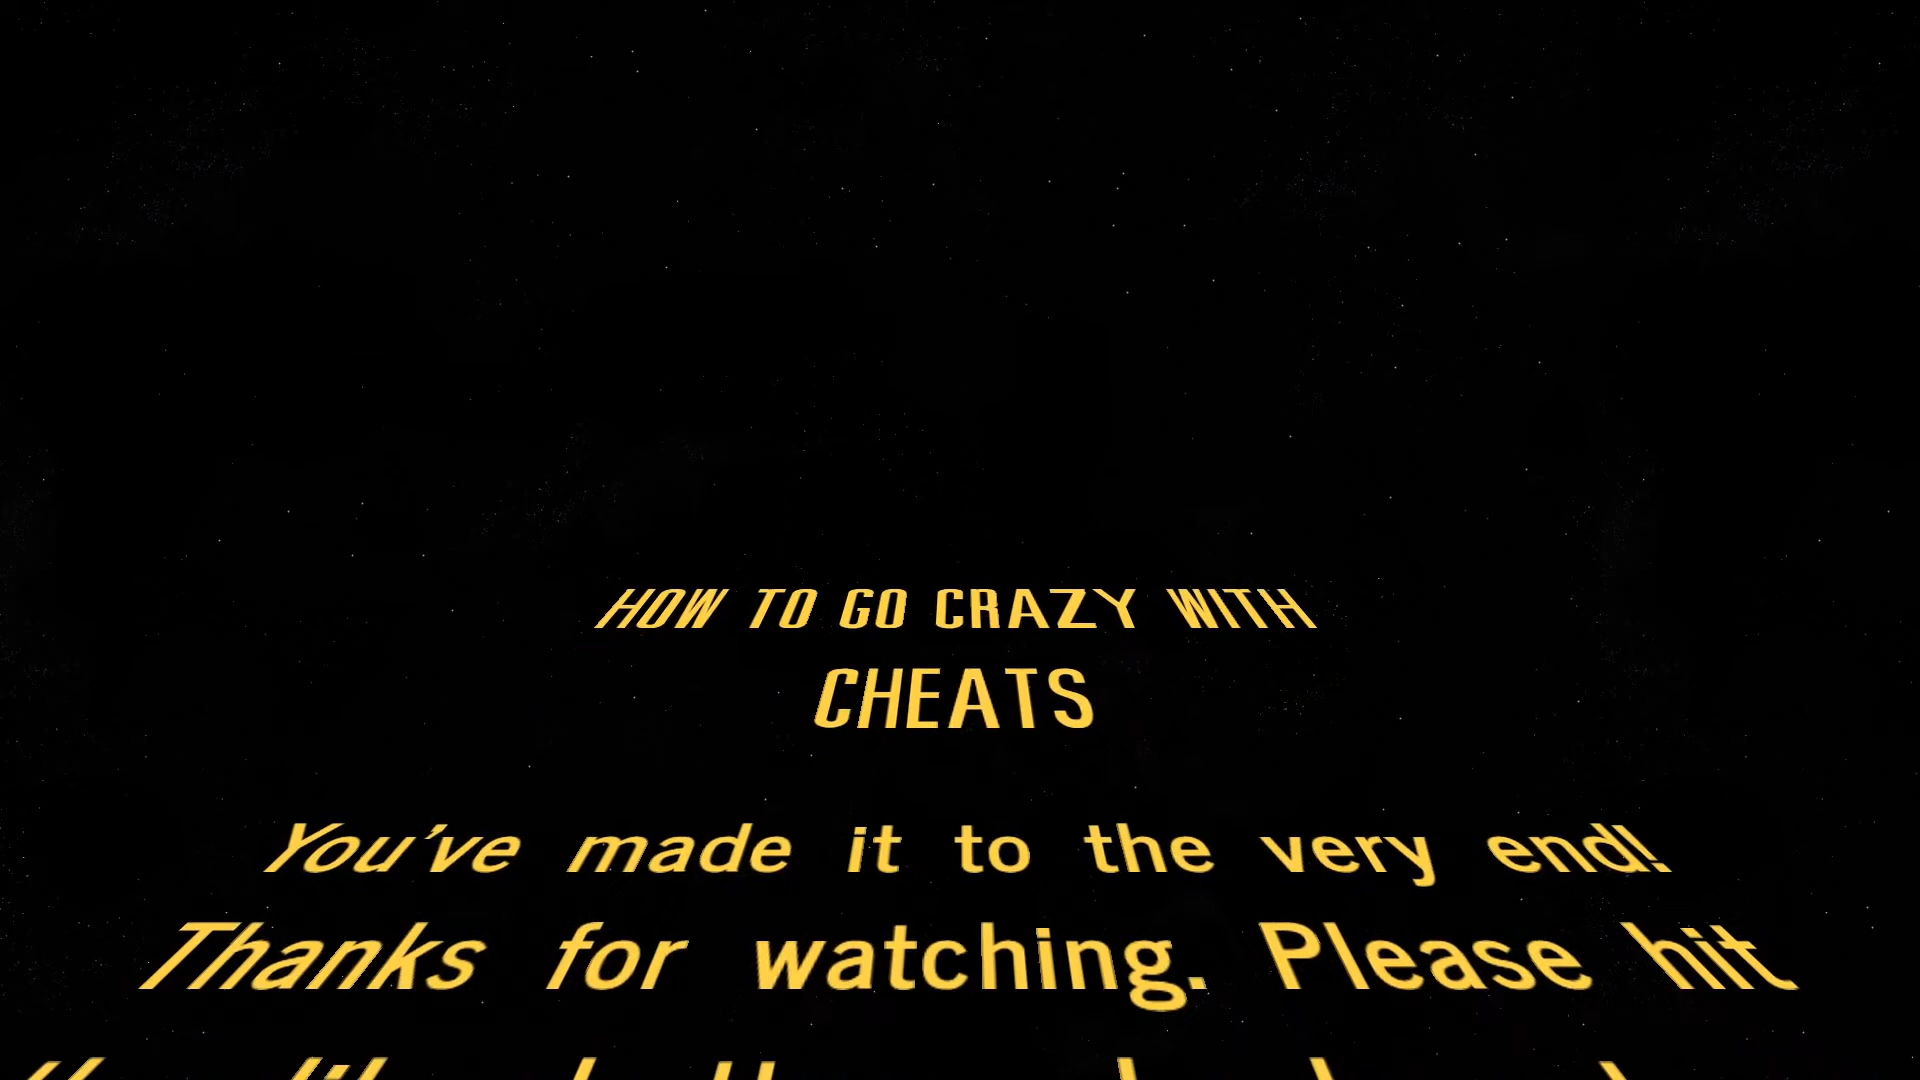 HOW TO GO CRAZY WITH
CHEATS
You've made it to the very end!
Thanks for watching. Please hit